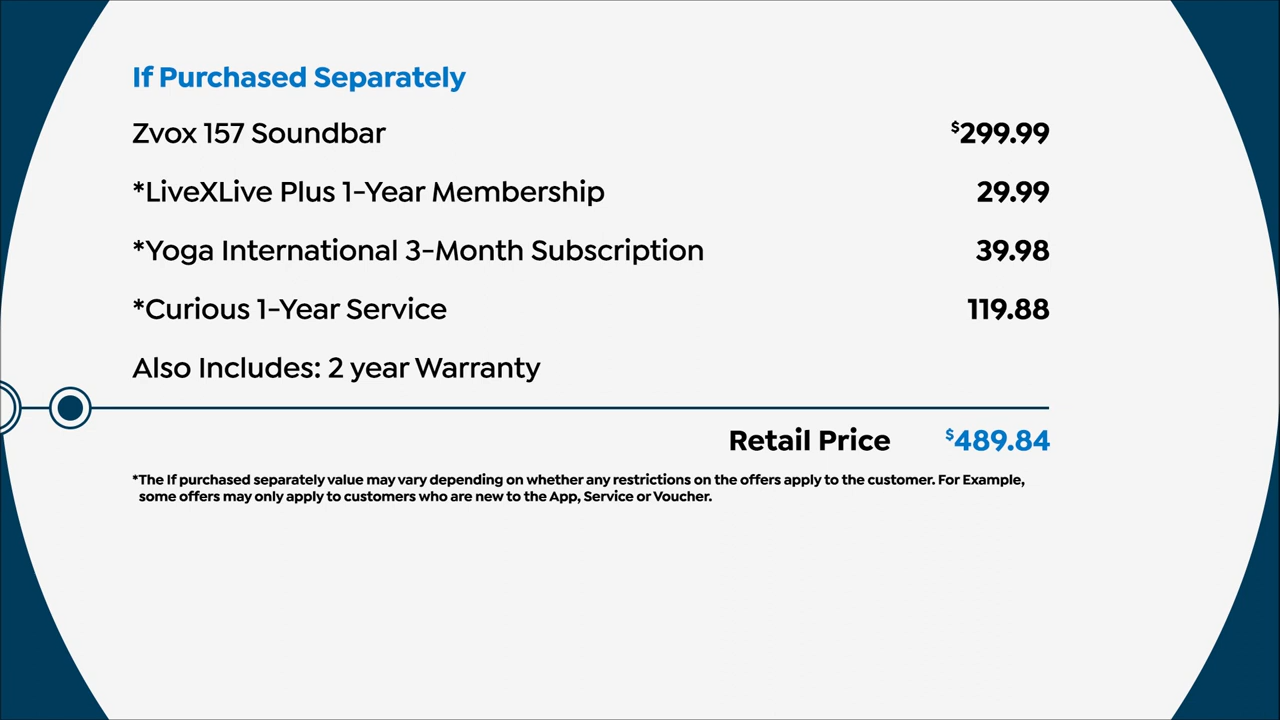 If Purchased Separately
Zvox 157 Soundbar $299.99
*LiveXLive Plus 1-Year Membership 29.99
*Yoga International 3-Month Subscription 39.98
*Curious 1-Year Service 119.88
Also Includes: 2 year Warranty
Retail Price $489.84
*The If purchased separately value may vary depending on whether any restrictions on the offers apply to the customer. For Example,
some offers may only apply to customers who are new to the App, Service or Voucher.